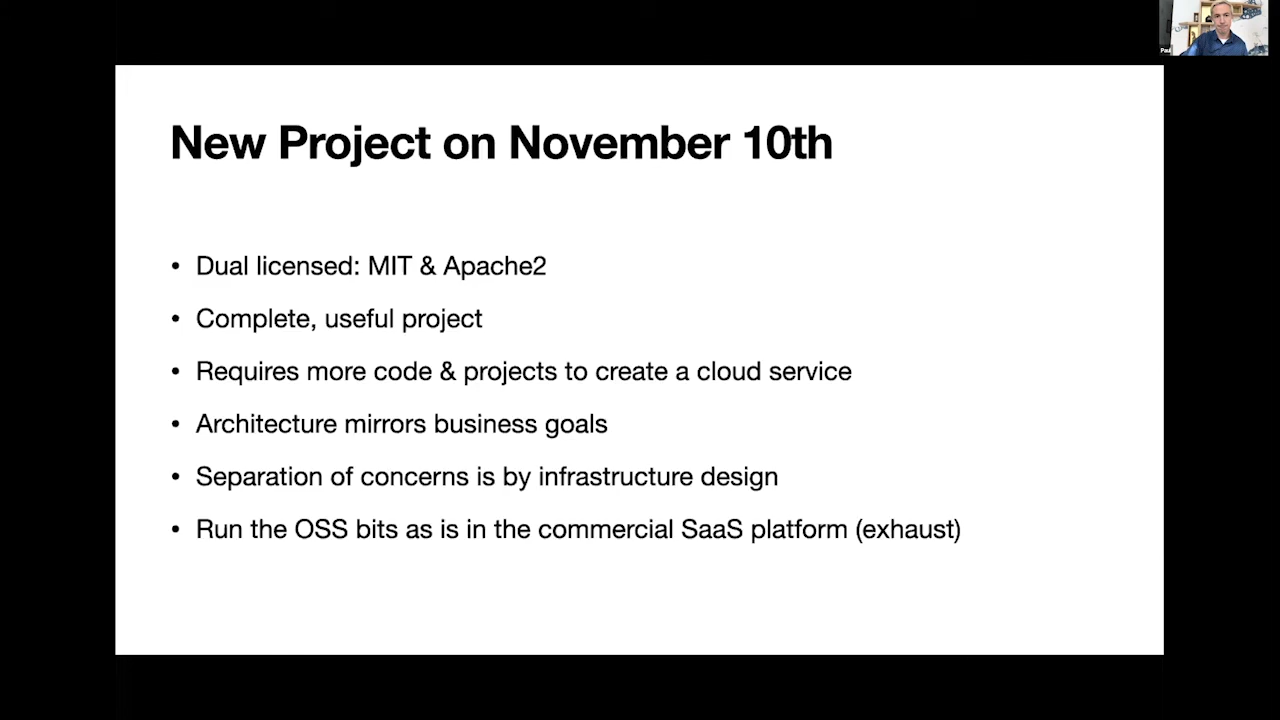 Paul
New Project on November 10th
• Dual licensed: MIT & Apache2
• Complete, useful project
• Requires more code & projects to create a cloud service
• Architecture mirrors business goals
• Separation of concerns is by infrastructure design
• Run the OSS bits as is in the commercial SaaS platform (exhaust)